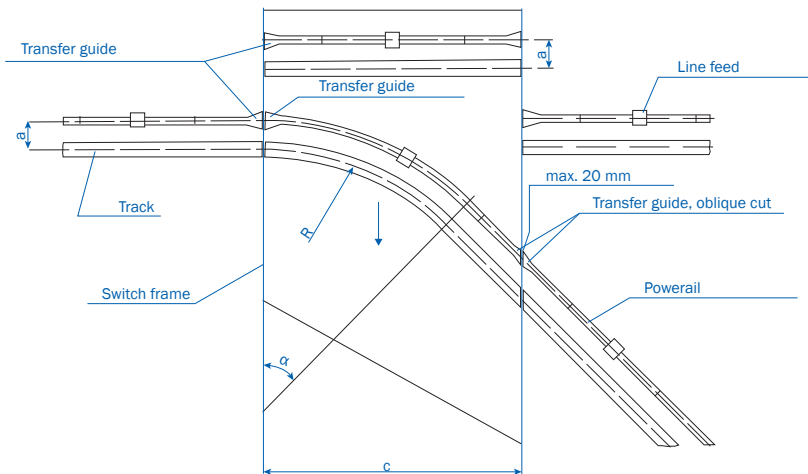 Transfer guide
a
Transfer guide
Line feed
a
max. 20 mm
Track
R
Transfer guide, oblique cut
Switch frame
Powerail
α
c